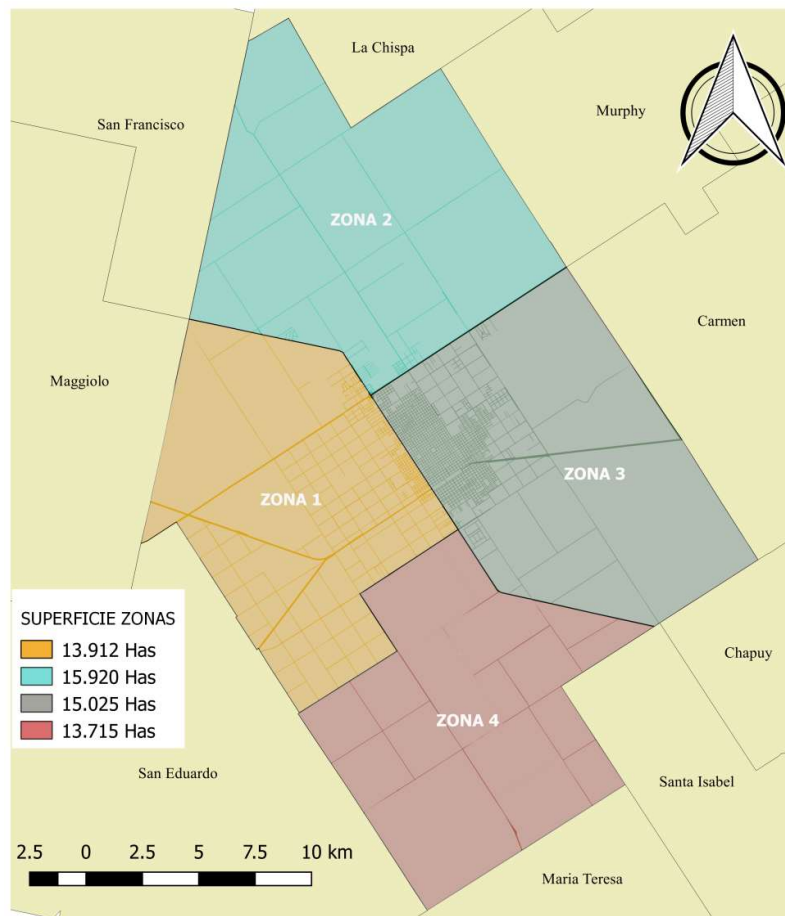 La Chispa
San Francisco
Murphy
ZONA 2
Carmen
Maggiolo
ZONA 1
ZONA 3
SUPERFICIE ZONAS
13.912 Has
15.920 Has
15.025 Has
13.715 Has
Chapuy
ZONA 4
San Eduardo
Santa Isabel
2.5 0 2.5 5 7.5 10 km
Maria Teresa